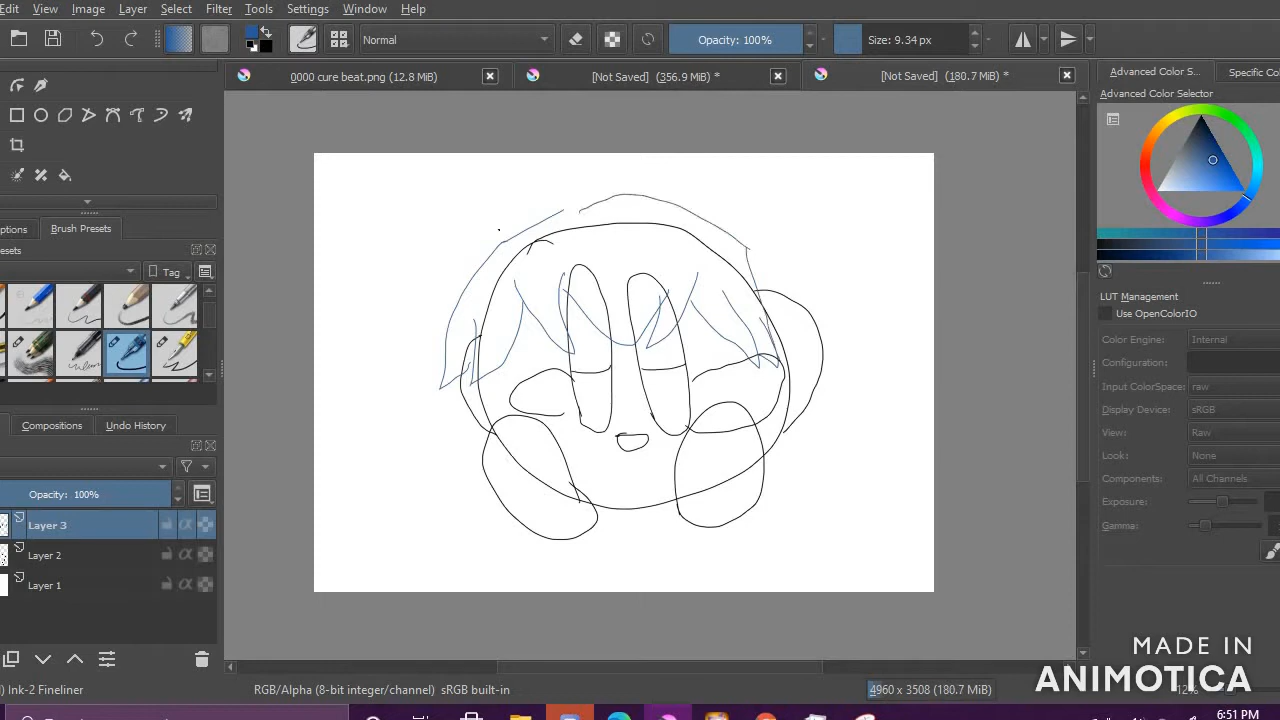 Edit View Image Layer Select Filter Tools Settings Window Help
Normal
Opacity: 100%
Size: 9.34 px
0000 cure beat.png (12.8 MiB)
[Not Saved] (356.9 MiB) *
[Not Saved] (180.7 MiB) *
Advanced Color S...
Specific Co
Advanced Color Selector
ptions
Brush Presets
esets
Tag
LUT Management
Use OpenColorIO
Color Engine:
Internal
Configuration:
Input ColorSpace:
raw
Display Device:
sRGB
View:
Raw
Look:
None
Components:
All Channels
Exposure:
Gamma:
Compositions
Undo History
Opacity: 100%
Layer 3
Layer 2
Layer 1
) Ink-2 Fineliner
RGB/Alpha (8-bit integer/channel) sRGB built-in
4960 x 3508 (180.7 MiB)
12%
MADE IN
ANIMOTICA
6:51 PM